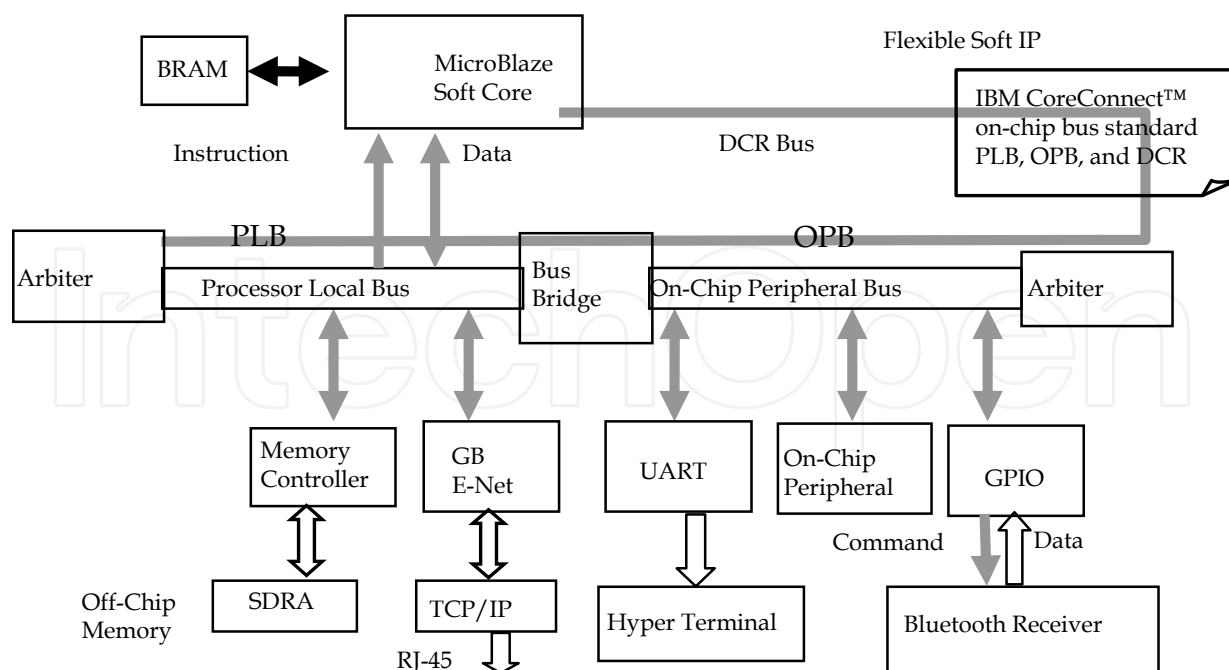 Flexible Soft IP
BRAM
MicroBlaze
Soft Core
IBM CoreConnect™
on-chip bus standard
PLB, OPB, and DCR
Instruction
Data
DCR Bus
PLB
OPB
Arbiter
Processor Local Bus
Bus
Bridge
On-Chip Peripheral Bus
Arbiter
IntechOpen
Memory
Controller
GB
E-Net
UART
On-Chip
Peripheral
GPIO
Command
Data
Off-Chip
Memory
SDRA
TCP/IP
Hyper Terminal
Bluetooth Receiver
RJ-45